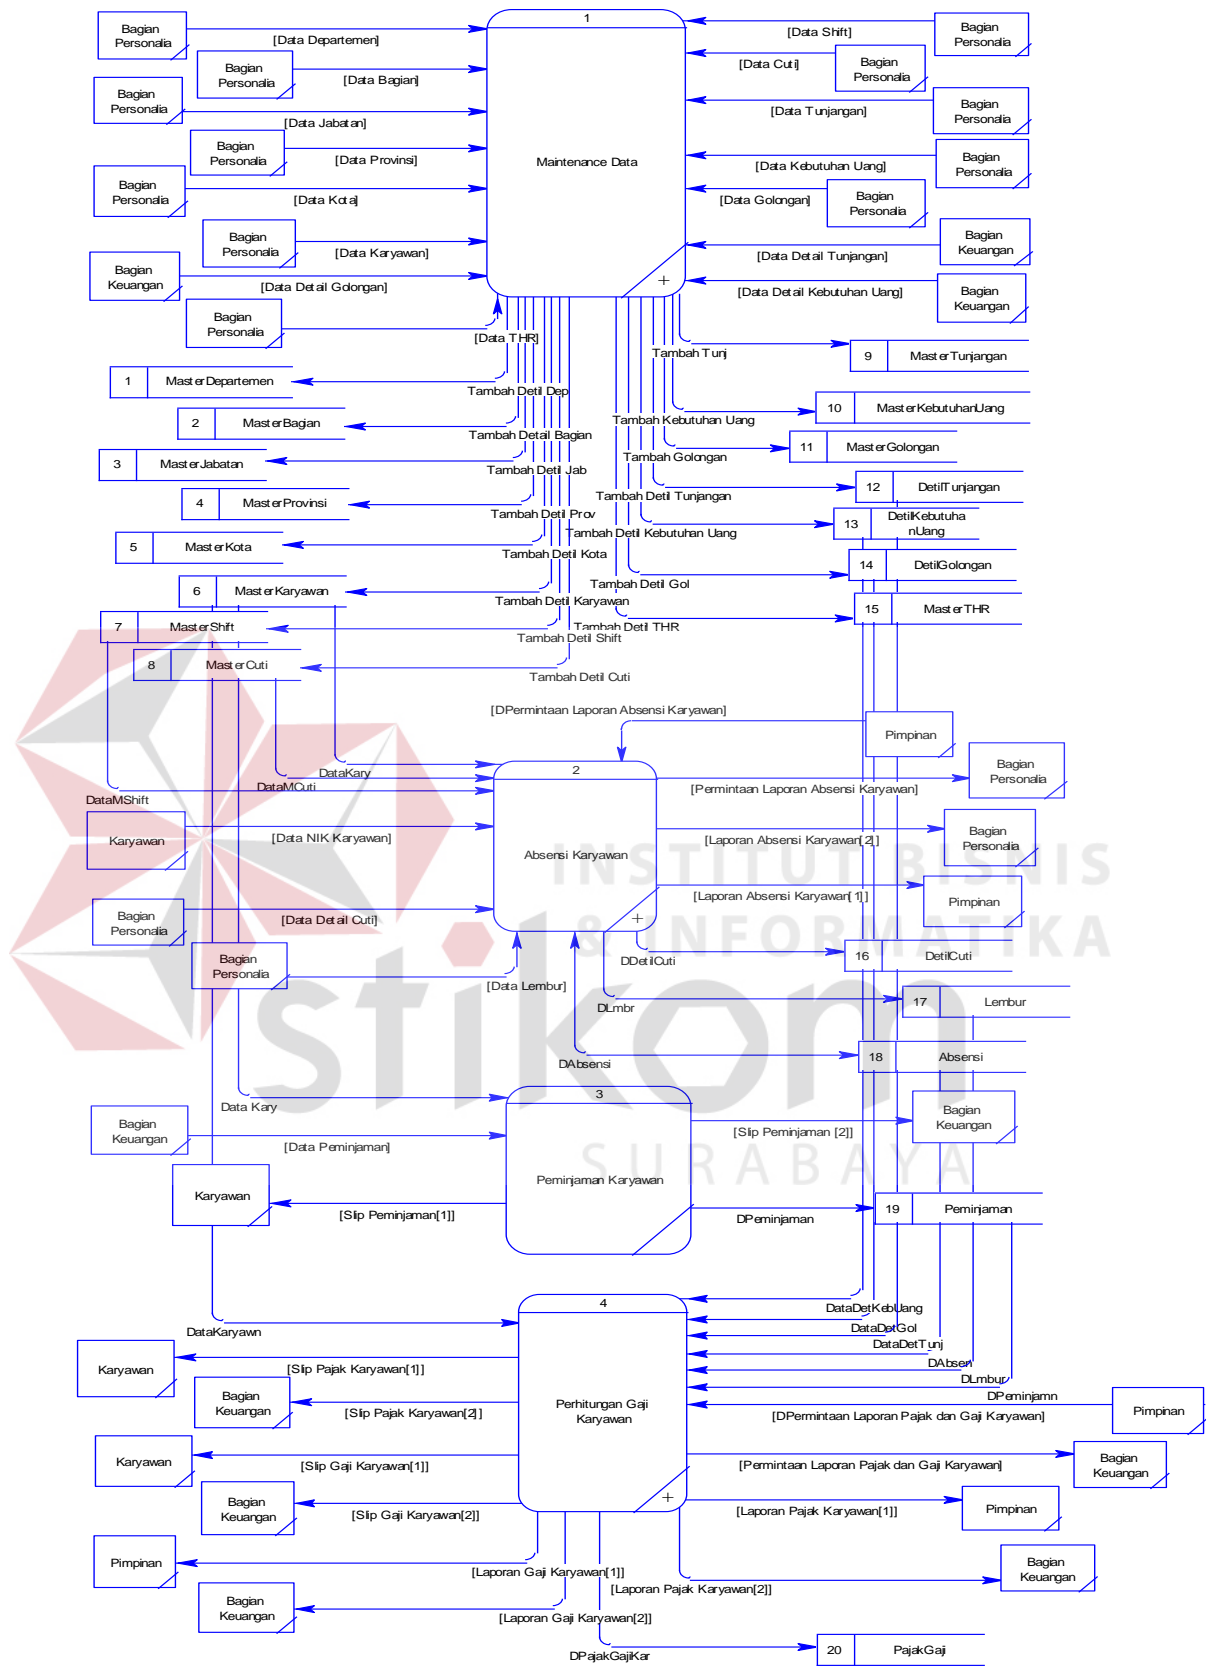 1
Bagian
Personalia
[Data Departemen]
[Data Shift]
Bagian
Personalia
Bagian
Personalia
[Data Bagian]
[Data Cuti]
Bagian
Personalia
Bagian
Personalia
[Data Jabatan]
[Data Tunjangan]
Bagian
Personalia
Bagian
Personalia
[Data Provinsi]
Maintenance Data
[Data Kebutuhan Uang]
Bagian
Personalia
Bagian
Personalia
[Data Kota]
[Data Golongan]
Bagian
Personalia
Bagian
Personalia
[Data Karyawan]
[Data Detail Tunjangan]
Bagian
Keuangan
Bagian
Keuangan
[Data Detail Golongan]
+
[Data Detail Kebutuhan Uang]
Bagian
Keuangan
Bagian
Personalia
[Data THR]
Tambah Tunj
9 MasterTunjangan
1 MasterDepartemen
Tambah Detil Dep
2 MasterBagian
Tambah Detail Bagian
Tambah Kebutuhan Uang
10 MasterKebutuhanUang
3 MasterJabatan
Tambah Detil Jab
Tambah Golongan
11 MasterGolongan
4 MasterProvinsi
Tambah Detil Prov
Tambah Detil Tunjangan
12 DetilTunjangan
5 MasterKota
Tambah Detil Kota
Tambah Detil Kebutuhan Uang
13 DetilKebutuha
nUang
6 MasterKaryawan
Tambah Detil Karyawan
Tambah Detil Gol
14 DetilGolongan
7 MasterShift
Tambah Detil Shift
Tambah Detil THR
15 MasterTHR
8 MasterCuti
Tambah Detil Cuti
[DPermintaan Laporan Absensi Karyawan]
Pimpinan
DataKary
DataMCuti
DataMShift
2
[Permintaan Laporan Absensi Karyawan]
Bagian
Personalia
Karyawan
[Data NIK Karyawan]
Absensi Karyawan
[Laporan Absensi Karyawan[2]]
Bagian
Personalia
INSTITUT BISNIS
& INFORMATIKA
Bagian
Personalia
[Data Detail Cuti]
+
[Laporan Absensi Karyawan[1]]
Pimpinan
Bagian
Personalia
[Data Lembur]
DDetilCuti
16 DetilCuti
DLmbr
17 Lembur
DAbsensi
18 Absensi
stikom
SURABAYA
Data Kary
3
Bagian
Keuangan
[Data Peminjaman]
[Slip Peminjaman [2]]
Bagian
Keuangan
Peminjaman Karyawan
Karyawan
[Slip Peminjaman[1]]
DPeminjaman
19 Peminjaman
DataKaryawn
4
DataDetKebUang
DataDetGol
DataDetTunj
DAbsen
DLmbur
DPeminjamn
Karyawan
[Slip Pajak Karyawan[1]]
Bagian
Keuangan
[Slip Pajak Karyawan[2]]
Perhitungan Gaji
Karyawan
[DPermintaan Laporan Pajak dan Gaji Karyawan]
Pimpinan
Karyawan
[Slip Gaji Karyawan[1]]
[Permintaan Laporan Pajak dan Gaji Karyawan]
Bagian
Keuangan
Bagian
Keuangan
[Slip Gaji Karyawan[2]]
+
[Laporan Pajak Karyawan[1]]
Pimpinan
Pimpinan
[Laporan Gaji Karyawan[1]]
[Laporan Pajak Karyawan[2]]
Bagian
Keuangan
Bagian
Keuangan
[Laporan Gaji Karyawan[2]]
DPajakGajiKar
20 PajakGaji